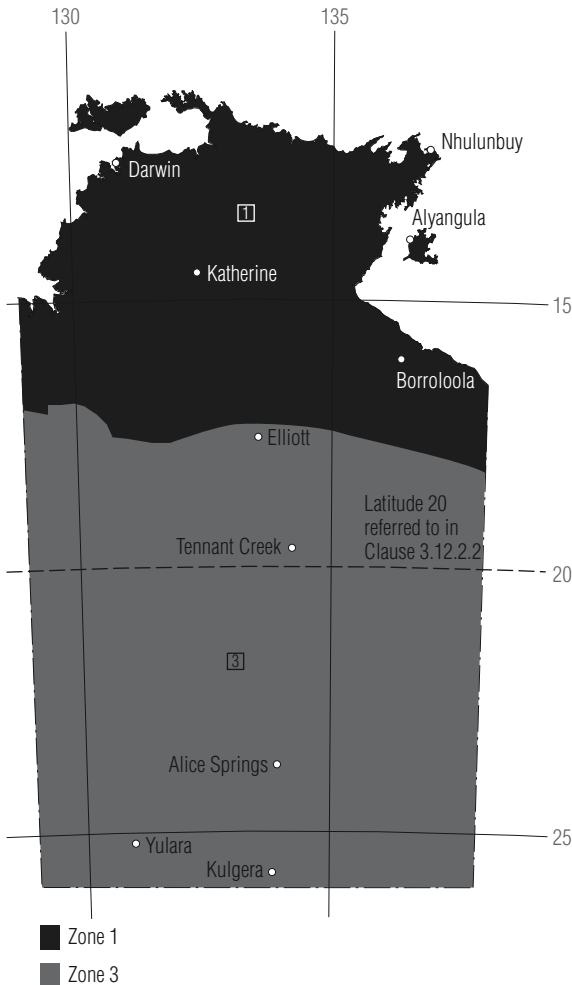 130
135
Nhulunbuy
Darwin
1
Alyangula
Katherine
15
Borroloola
Elliott
Latitude 20
referred to in
Clause 3.12.2.2
Tennant Creek
20
3
Alice Springs
25
Yulara
Kulgera
Zone 1
Zone 3